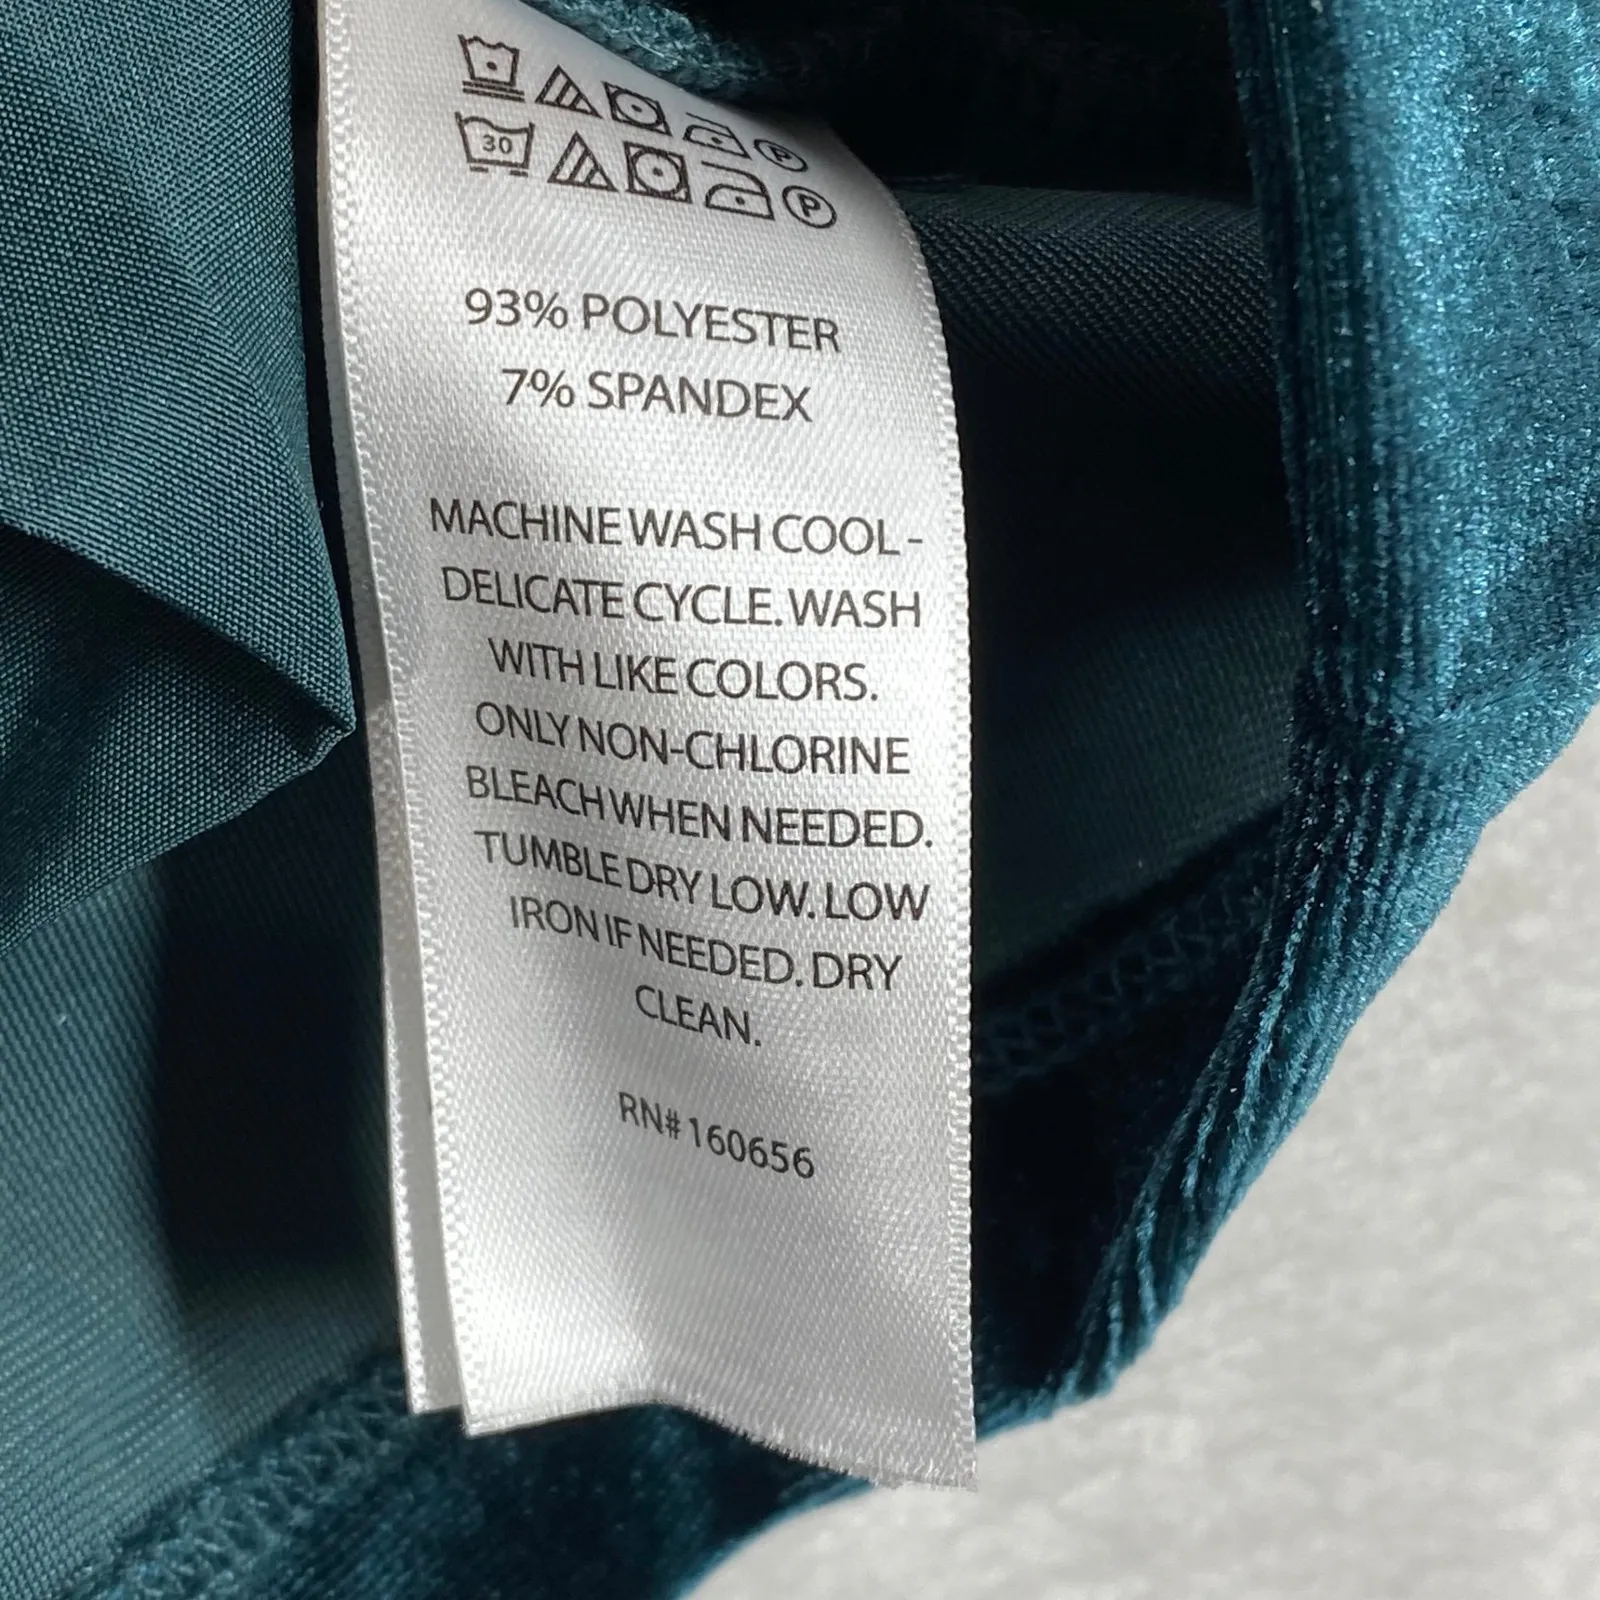 P
30 P
93% POLYESTER
7% SPANDEX
MACHINE WASH COOL -
DELICATE CYCLE. WASH
WITH LIKE COLORS.
ONLY NON-CHLORINE
BLEACH WHEN NEEDED.
TUMBLE DRY LOW. LOW
IRON IF NEEDED. DRY
CLEAN.
RN# 160656